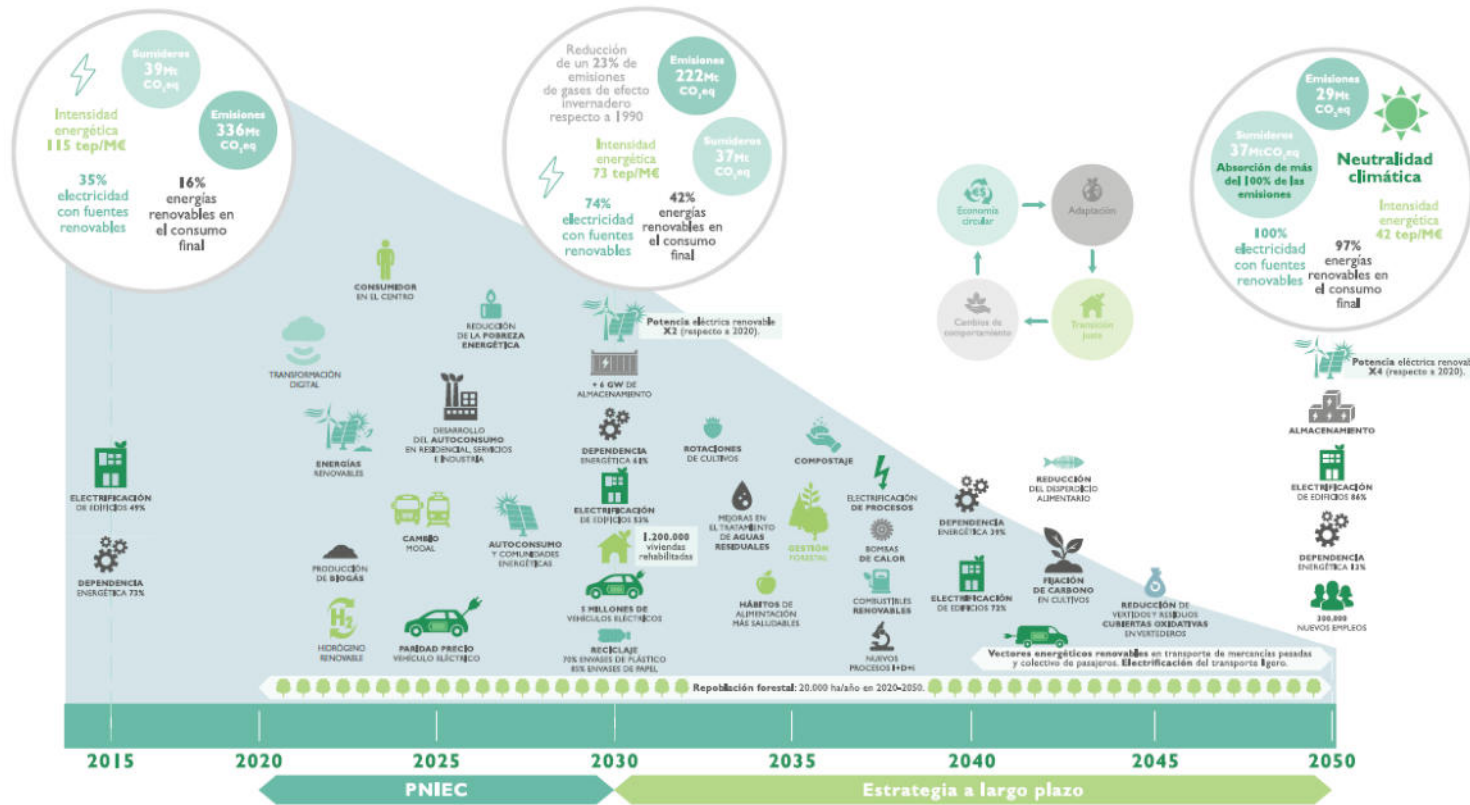 Sumideros
39Mt
CO₂eq
Emisiones
336Mt
CO₂eq
Intensidad
energética
115 tep/M€
35%
electricidad
con fuentes
renovables
16%
energías
renovables en
el consumo
final
Reducción
de un 23% de
emisiones
de gases de efecto
invernadero
respecto a 1990
Emisiones
222Mt
CO₂eq
Sumideros
37Mt
CO₂eq
Intensidad
energética
73 tep/M€
74%
electricidad
con fuentes
renovables
42%
energías
renovables en
el consumo
final
Emisiones
29Mt
CO₂eq
Sumideros
37MtCO₂eq
Absorción de más
del 100% de las
emisiones
Neutralidad
climática
Intensidad
energética
42 tep/M€
100%
electricidad
con fuentes
renovables
97%
energías
renovables en
el consumo
final
Economía
circular
Adaptación
Cambios de
comportamiento
Transición
justa
ELECTRIFICACIÓN
DE EDIFICIOS 49%
DEPENDENCIA
ENERGÉTICA 73%
CONSUMIDOR
EN EL CENTRO
TRANSFORMACIÓN
DIGITAL
REDUCCIÓN
DE LA POBREZA
ENERGÉTICA
ENERGÍAS
RENOVABLES
DESARROLLO
DEL AUTOCONSUMO
EN RESIDENCIAL, SERVICIOS
E INDUSTRIA
PRODUCCIÓN
DE BIOGÁS
CAMBIO
MODAL
AUTOCONSUMO
Y COMUNIDADES
ENERGÉTICAS
H₂
HIDRÓGENO
RENOVABLE
PARIDAD PRECIO
VEHÍCULO ELÉCTRICO
Potencia eléctrica renovable
X2 (respecto a 2020).
+ 6 GW DE
ALMACENAMIENTO
DEPENDENCIA
ENERGÉTICA 61%
ELECTRIFICACIÓN
DE EDIFICIOS 53%
1.200.000
viviendas
rehabilitadas
5 MILLONES DE
VEHÍCULOS ELÉCTRICOS
RECICLAJE
70% ENVASES DE PLÁSTICO
85% ENVASES DE PAPEL
ROTACIONES
DE CULTIVOS
COMPOSTAJE
MEJORAS EN
EL TRATAMIENTO
DE AGUAS
RESIDUALES
GESTIÓN
FORESTAL
HÁBITOS DE
ALIMENTACIÓN
MÁS SALUDABLES
ELECTRIFICACIÓN
DE PROCESOS
BOMBAS
DE CALOR
COMBUSTIBLES
RENOVABLES
NUEVOS
PROCESOS I+D+i
DEPENDENCIA
ENERGÉTICA 39%
ELECTRIFICACIÓN
DE EDIFICIOS 72%
REDUCCIÓN
DEL DESPERDICIO
ALIMENTARIO
FIJACIÓN
DE CARBONO
EN CULTIVOS
REDUCCIÓN DE
VERTIDOS Y RESIDUOS
CUBIERTAS OXIDATIVAS
EN VERTEDEROS
Vectores energéticos renovables en transporte de mercancías pesadas
y colectivo de pasajeros. Electrificación del transporte ligero.
Potencia eléctrica renovab
X4 (respecto a 2020).
ALMACENAMIENTO
ELECTRIFICACIÓN
DE EDIFICIOS 86%
DEPENDENCIA
ENERGÉTICA 13%
300.000
NUEVOS EMPLEOS
Repoblación forestal: 20.000 ha/año en 2020-2050.
2015 2020 2025 2030 2035 2040 2045 2050
PNIEC Estrategia a largo plazo